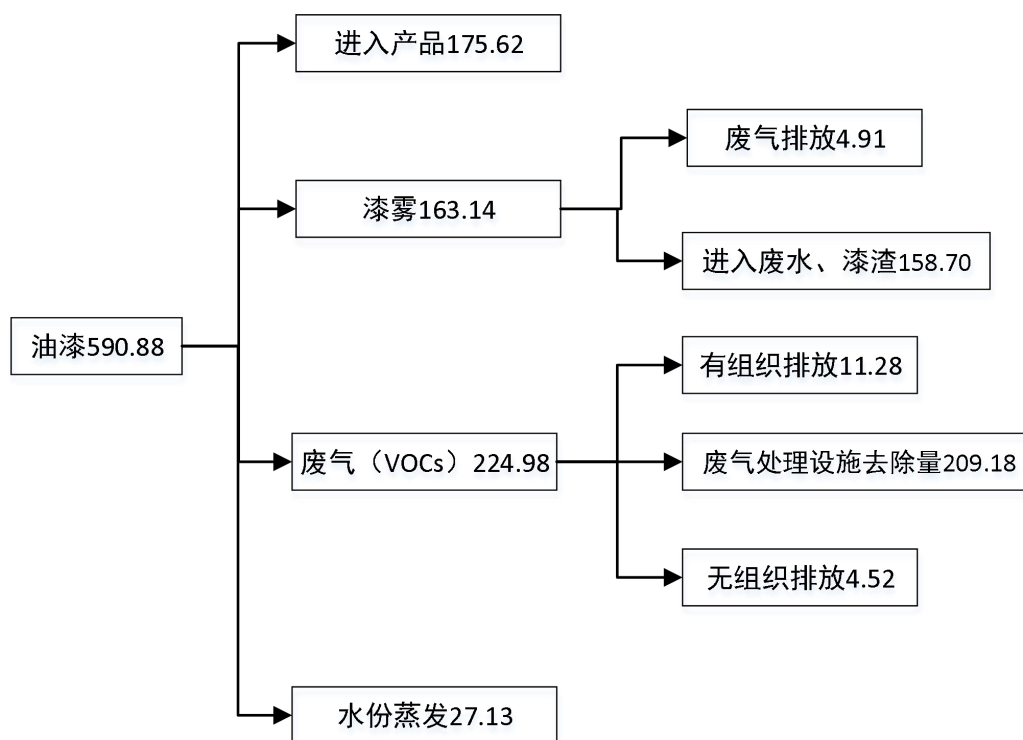 进入产品175.62
废气排放4.91
漆雾163.14
进入废水、漆渣158.70
油漆590.88
有组织排放11.28
废气（VOCs）224.98
废气处理设施去除量209.18
无组织排放4.52
水份蒸发27.13